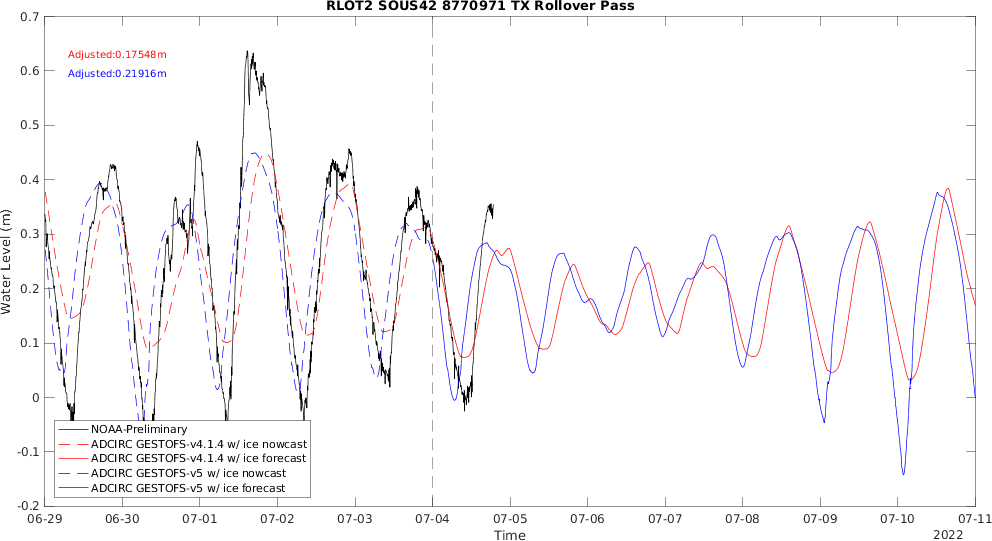 RLOT2 SOUS42 8770971 TX Rollover Pass
0.7
Adjusted:0.17548m
0.6
Adjusted:0.21916m
0.5
0.4
0.3
Water Level (m)
0.2
0.1
0
NOAA-Preliminary
ADCIRC GESTOFS-v4.1.4 w/ ice nowcast
-0.1
ADCIRC GESTOFS-v4.1.4 w/ ice forecast
ADCIRC GESTOFS-v5 w/ ice nowcast
ADCIRC GESTOFS-v5 w/ ice forecast
-0.2
06-29 06-30 07-01 07-02 07-03 07-04 07-05 07-06 07-07 07-08 07-09 07-10 07-11
Time
2022